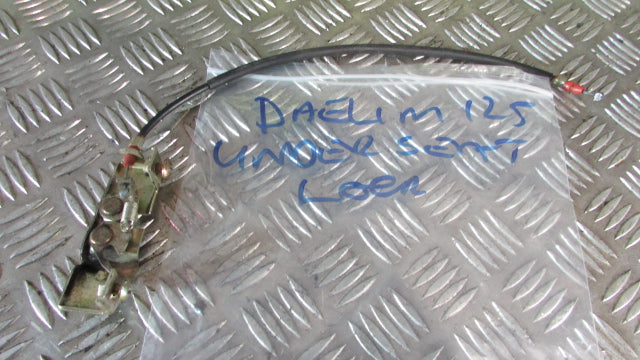 DAELIM 125
UNDER SEAT
LOCK